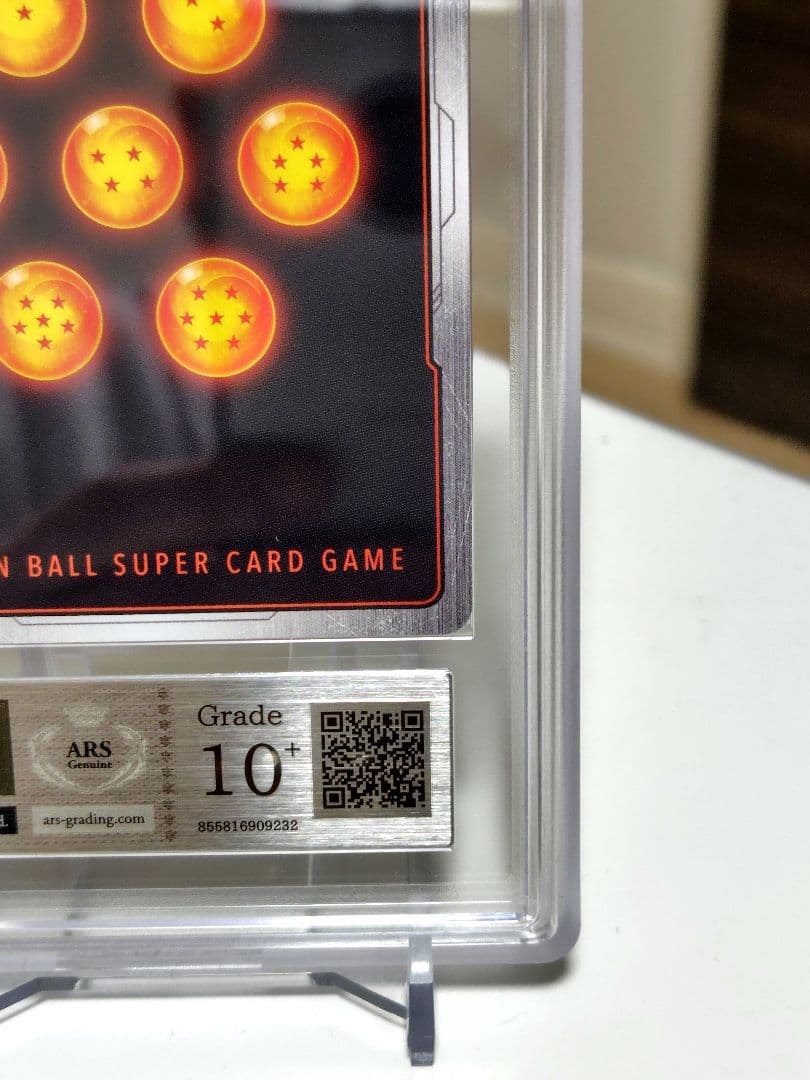 N BALL SUPER CARD GAME
ARS
Genuine
ars-grading.com
Grade
10+
855816909232
d.